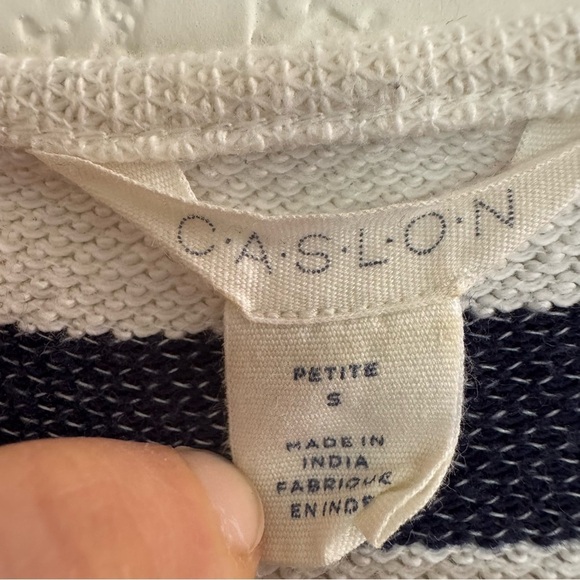 C·A·S·L·O·N
PETITE
S
MADE IN
INDIA
FABRIQUE
EN INDE